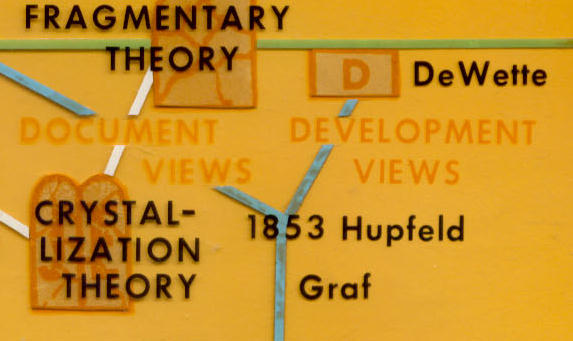 FRAGMENTARY
THEORY
D
DeWette
DOCUMENT
VIEWS
DEVELOPMENT
VIEWS
CRYSTAL-
LIZATION
THEORY
1853 Hupfeld
Graf